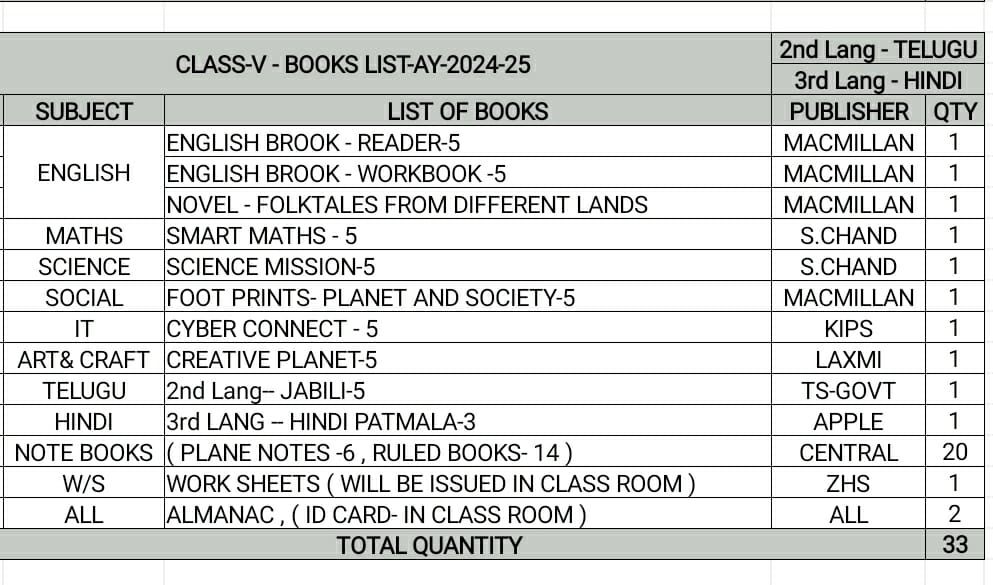 CLASS-V - BOOKS LIST-AY-2024-25
2nd Lang - TELUGU
3rd Lang - HINDI
SUBJECT LIST OF BOOKS PUBLISHER QTY
ENGLISH
ENGLISH BROOK - READER-5 MACMILLAN 1
ENGLISH BROOK - WORKBOOK -5 MACMILLAN 1
NOVEL - FOLKTALES FROM DIFFERENT LANDS MACMILLAN 1
MATHS SMART MATHS - 5 S.CHAND 1
SCIENCE SCIENCE MISSION-5 S.CHAND 1
SOCIAL FOOT PRINTS- PLANET AND SOCIETY-5 MACMILLAN 1
IT CYBER CONNECT - 5 KIPS 1
ART& CRAFT CREATIVE PLANET-5 LAXMI 1
TELUGU 2nd Lang-- JABILI-5 TS-GOVT 1
HINDI 3rd LANG -- HINDI PATMALA-3 APPLE 1
NOTE BOOKS ( PLANE NOTES -6 , RULED BOOKS- 14 ) CENTRAL 20
W/S WORK SHEETS ( WILL BE ISSUED IN CLASS ROOM ) ZHS 1
ALL ALMANAC , ( ID CARD- IN CLASS ROOM ) ALL 2
TOTAL QUANTITY 33